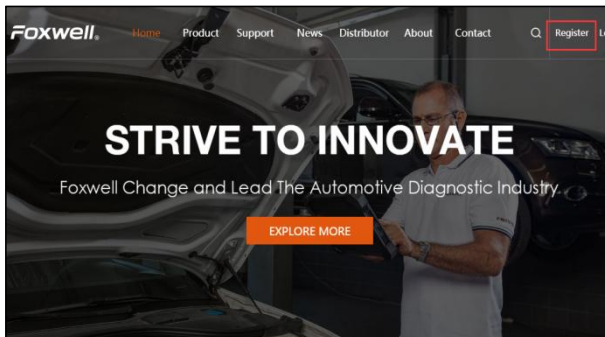 FOXWELL®
Home Product Support News Distributor About Contact Register
STRIVE TO INNOVATE
Foxwell Change and Lead The Automotive Diagnostic Industry
EXPLORE MORE